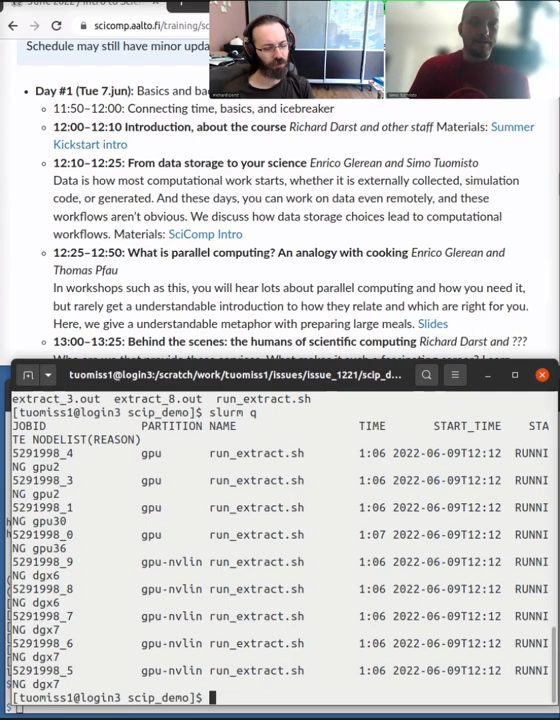 June 2022 / Intro to Sc
scicomp.aalto.fi/training/sc
Schedule may still have minor upda
Day #1 (Tue 7.jun): Basics and bac
11:50–12:00: Connecting time, basics, and icebreaker
12:00–12:10 Introduction, about the course Richard Darst and other staff Materials: Summer
Kickstart intro
12:10–12:25: From data storage to your science Enrico Glerean and Simo Tuomisto
Data is how most computational work starts, whether it is externally collected, simulation
code, or generated. And these days, you can work on data even remotely, and these
workflows aren't obvious. We discuss how data storage choices lead to computational
workflows. Materials: SciComp Intro
12:25–12:50: What is parallel computing? An analogy with cooking Enrico Glerean and
Thomas Pfau
In workshops such as this, you will hear lots about parallel computing and how you need it,
but rarely get a understandable introduction to how they relate and which are right for you.
Here, we give a understandable metaphor with preparing large meals. Slides
13:00–13:25: Behind the scenes: the humans of scientific computing Richard Darst and ???
tuomiss1@login3:/scratch/work/tuomiss1/issues/issue_1221/scip_d...
extract_3.out extract_8.out run_extract.sh
[tuomiss1@login3 scip_demo]$ slurm q
JOBID PARTITION NAME TIME START_TIME STA
TE NODELIST(REASON)
5291998_4 gpu run_extract.sh 1:06 2022-06-09T12:12 RUNNI
NG gpu2
5291998_3 gpu run_extract.sh 1:06 2022-06-09T12:12 RUNNI
NG gpu2
5291998_1 gpu run_extract.sh 1:06 2022-06-09T12:12 RUNNI
NG gpu30
5291998_0 gpu run_extract.sh 1:07 2022-06-09T12:12 RUNNI
NG gpu36
5291998_9 gpu-nvlin run_extract.sh 1:06 2022-06-09T12:12 RUNNI
NG dgx6
5291998_8 gpu-nvlin run_extract.sh 1:06 2022-06-09T12:12 RUNNI
NG dgx6
5291998_7 gpu-nvlin run_extract.sh 1:06 2022-06-09T12:12 RUNNI
NG dgx7
5291998_6 gpu-nvlin run_extract.sh 1:06 2022-06-09T12:12 RUNNI
NG dgx7
5291998_5 gpu-nvlin run_extract.sh 1:06 2022-06-09T12:12 RUNNI
NG dgx7
[tuomiss1@login3 scip_demo]$